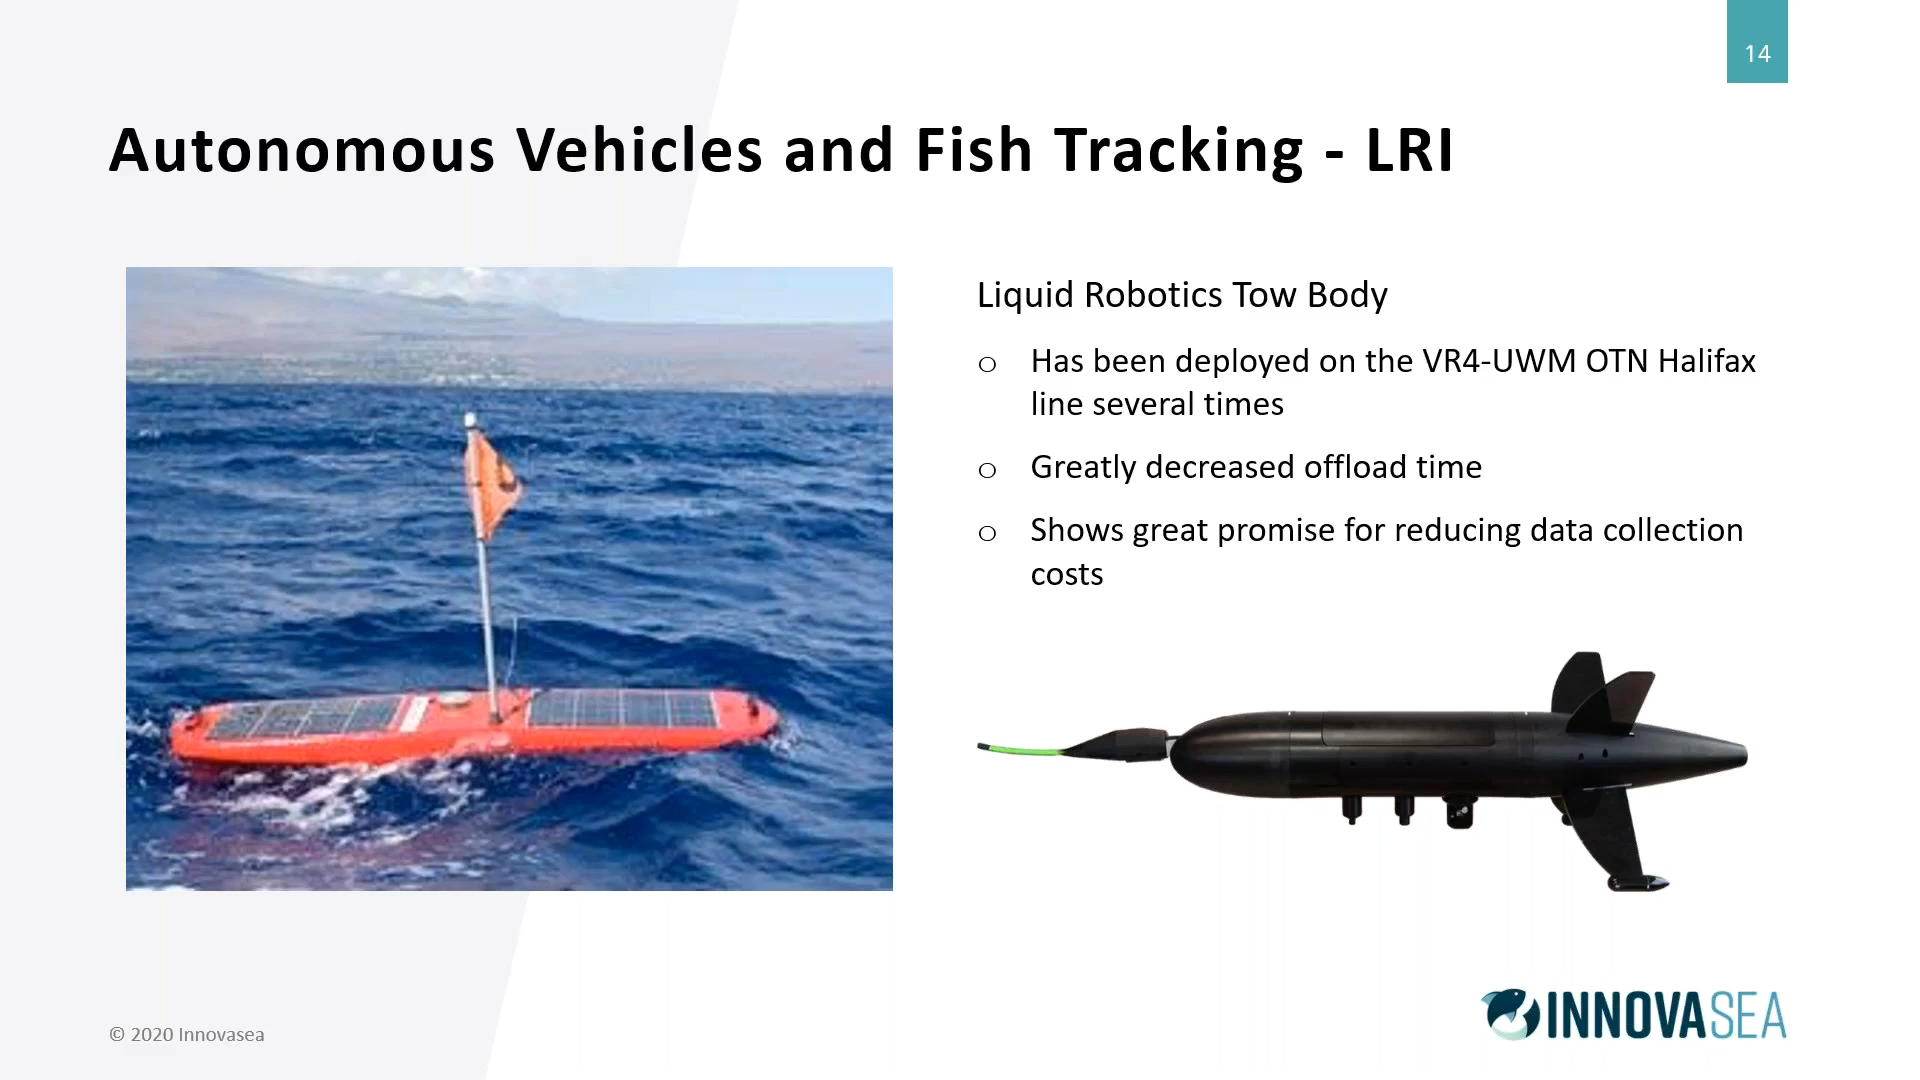 14
Autonomous Vehicles and Fish Tracking - LRI
Liquid Robotics Tow Body
o Has been deployed on the VR4-UWM OTN Halifax
line several times
o Greatly decreased offload time
o Shows great promise for reducing data collection
costs
© 2020 Innovasea
INNOVASEA